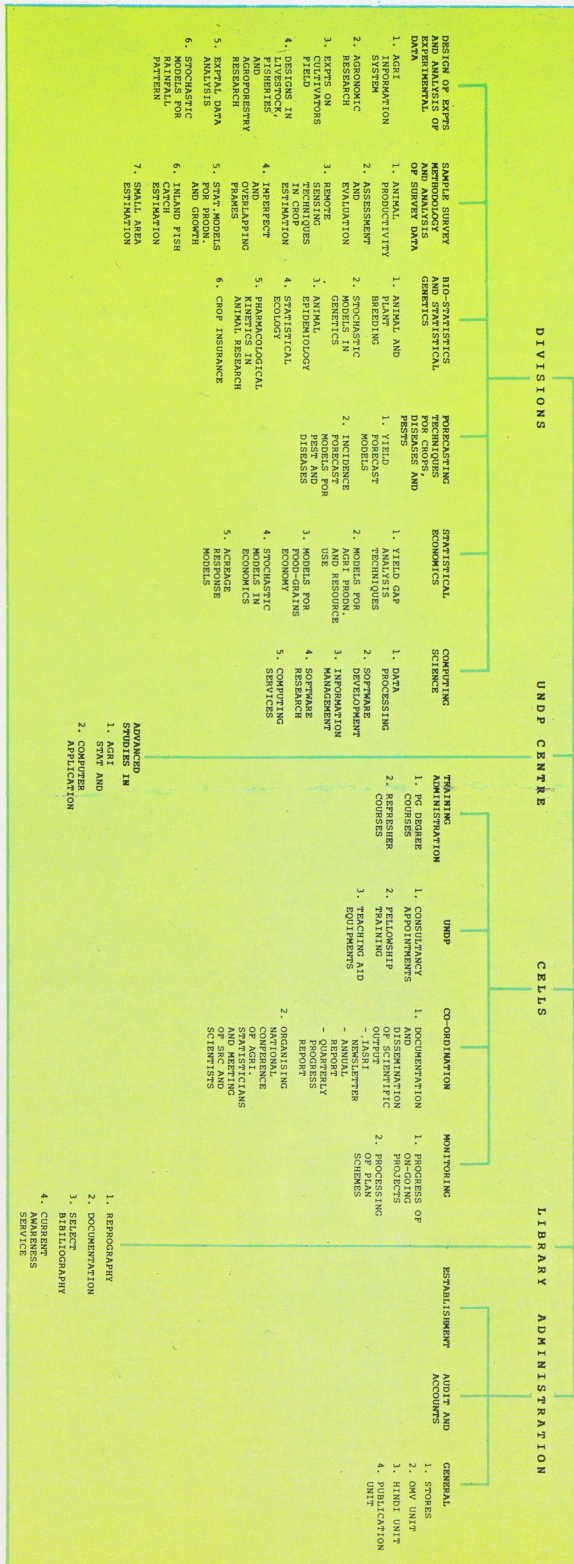 DIVISIONS
UNDP CENTRE
CELLS
LIBRARY
ADMINISTRATION
DESIGN OF EXPTS
AND ANALYSIS OF
EXPERIMENTAL
DATA
1. AGRI
INFORMATION
SYSTEM
2. AGRONOMIC
RESEARCH
3. EXPTS ON
CULTIVATORS
FIELD
4. DESIGNS IN
LIVESTOCK,
FISHERIES
AND
AGROFORESTRY
RESEARCH
5. EXPTAL DATA
ANALYSIS
6. STOCHASTIC
MODELS FOR
RAINFALL
PATTERN
SAMPLE SURVEY
METHODOLOGY
AND ANALYSIS
OF SURVEY DATA
1. ANIMAL
PRODUCTIVITY
2. ASSESSMENT
AND
EVALUATION
3. REMOTE
SENSING
TECHNIQUES
IN CROP
ESTIMATION
4. IMPERFECT
AND
OVERLAPPING
FRAMES
5. STAT.MODELS
FOR PRODN.
AND GROWTH
6. INLAND FISH
CATCH
ESTIMATION
7. SMALL AREA
ESTIMATION
BIO-STATISTICS
AND STATISTICAL
GENETICS
1. ANIMAL AND
PLANT
BREEDING
2. STOCHASTIC
MODELS IN
GENETICS
3. ANIMAL
EPIDEMIOLOGY
4. STATISTICAL
ECOLOGY
5. PHARMACOLOGICAL
KINETICS IN
ANIMAL RESEARCH
6. CROP INSURANCE
FORECASTING
TECHNIQUES
FOR CROPS,
DISEASES AND
PESTS
1. YIELD
FORECAST
MODELS
2. INCIDENCE
FORECAST
MODELS FOR
PEST AND
DISEASES
STATISTICAL
ECONOMICS
1. YIELD GAP
ANALYSIS
TECHNIQUES
2. MODELS FOR
AGRI PRODN.
AND RESOURCE
USE
3. MODELS FOR
FOOD-GRAINS
ECONOMY
4. STOCHASTIC
MODELS IN
ECONOMICS
5. ACREAGE
RESPONSE
MODELS
COMPUTING
SCIENCE
1. DATA
PROCESSING
2. SOFTWARE
DEVELOPMENT
3. INFORMATION
MANAGEMENT
4. SOFTWARE
RESEARCH
5. COMPUTING
SERVICES
ADVANCED
STUDIES IN
1. AGRI
STAT AND
2. COMPUTER
APPLICATION
TRAINING
ADMINISTRATION
1. PG DEGREE
COURSES
2. REFRESHER
COURSES
UNDP
1. CONSULTANCY
APPOINTMENTS
2. FELLOWSHIP
TRAINING
3. TEACHING AID
EQUIPMENTS
CO-ORDINATION
1. DOCUMENTATION
AND
DISSEMINATION
OF SCIENTIFIC
OUTPUT
- IASRI
NEWSLETTER
- ANNUAL
REPORT
- QUARTERLY
PROGRESS
REPORT
2. ORGANISING
NATIONAL
CONFERENCE
OF AGRI.
STATISTICIANS
AND MEETING
OF SRC AND
SCIENTISTS
MONITORING
1. PROGRESS OF
ON-GOING
PROJECTS
2. PROCESSING
OF PLAN
SCHEMES
1. REPROGRAPHY
2. DOCUMENTATION
3. SELECT
BIBILIOGRAPHY
4. CURRENT
AWARENESS
SERVICE
ESTABLISHMENT
AUDIT AND
ACCOUNTS
GENERAL
1. STORES
2. OMV UNIT
3. HINDI UNIT
4. PUBLICATION
UNIT